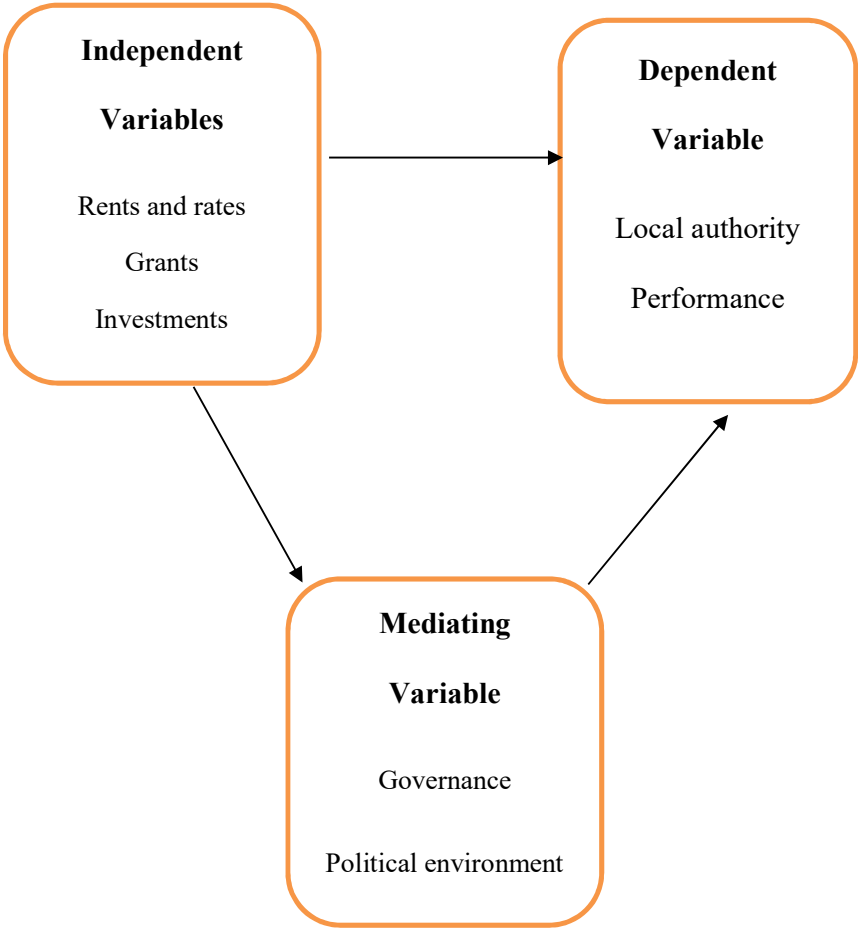 Independent
Variables
Rents and rates
Grants
Investments
Dependent
Variable
Local authority
Performance
Mediating
Variable
Governance
Political environment